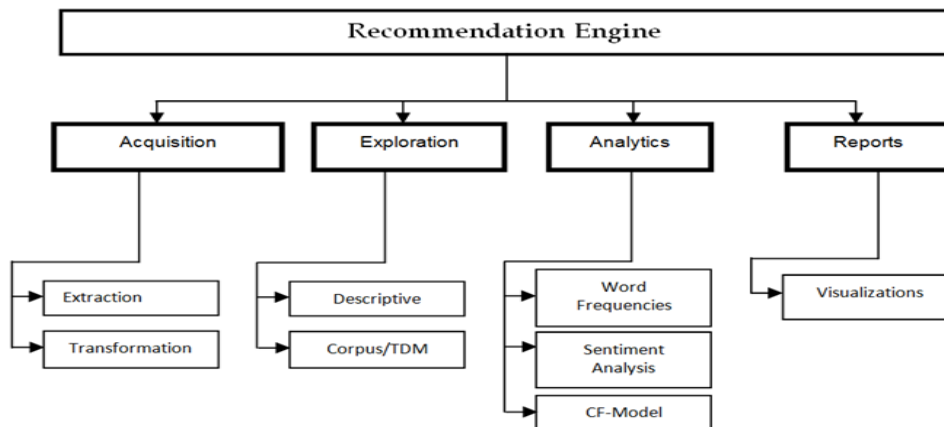 Recommendation Engine
Acquisition
Exploration
Analytics
Reports
Extraction
Transformation
Descriptive
Corpus/TDM
Word
Frequencies
Sentiment
Analysis
CF-Model
Visualizations